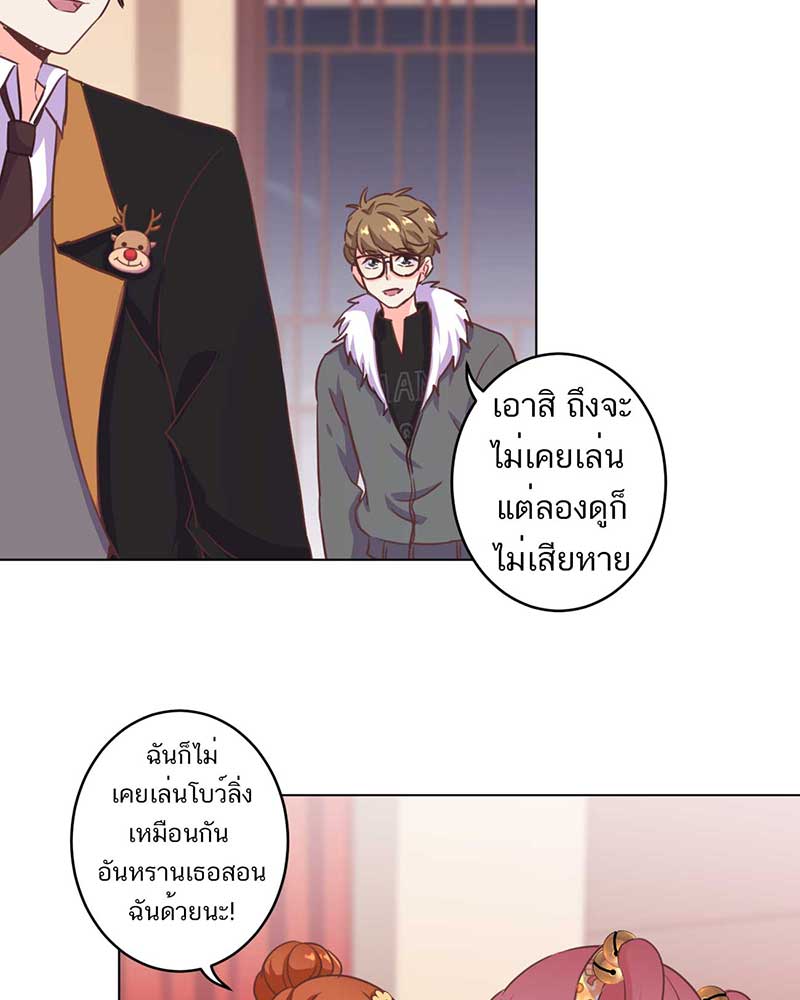 MAN
เอาสิ ถึงจะ
ไม่เคยเล่น
แต่ลองดูก็
ไม่เสียหาย
ฉันก็ไม่
เคยเล่นโบว์ลิ่ง
เหมือนกัน
อันหรานเธอสอน
ฉันด้วยนะ!